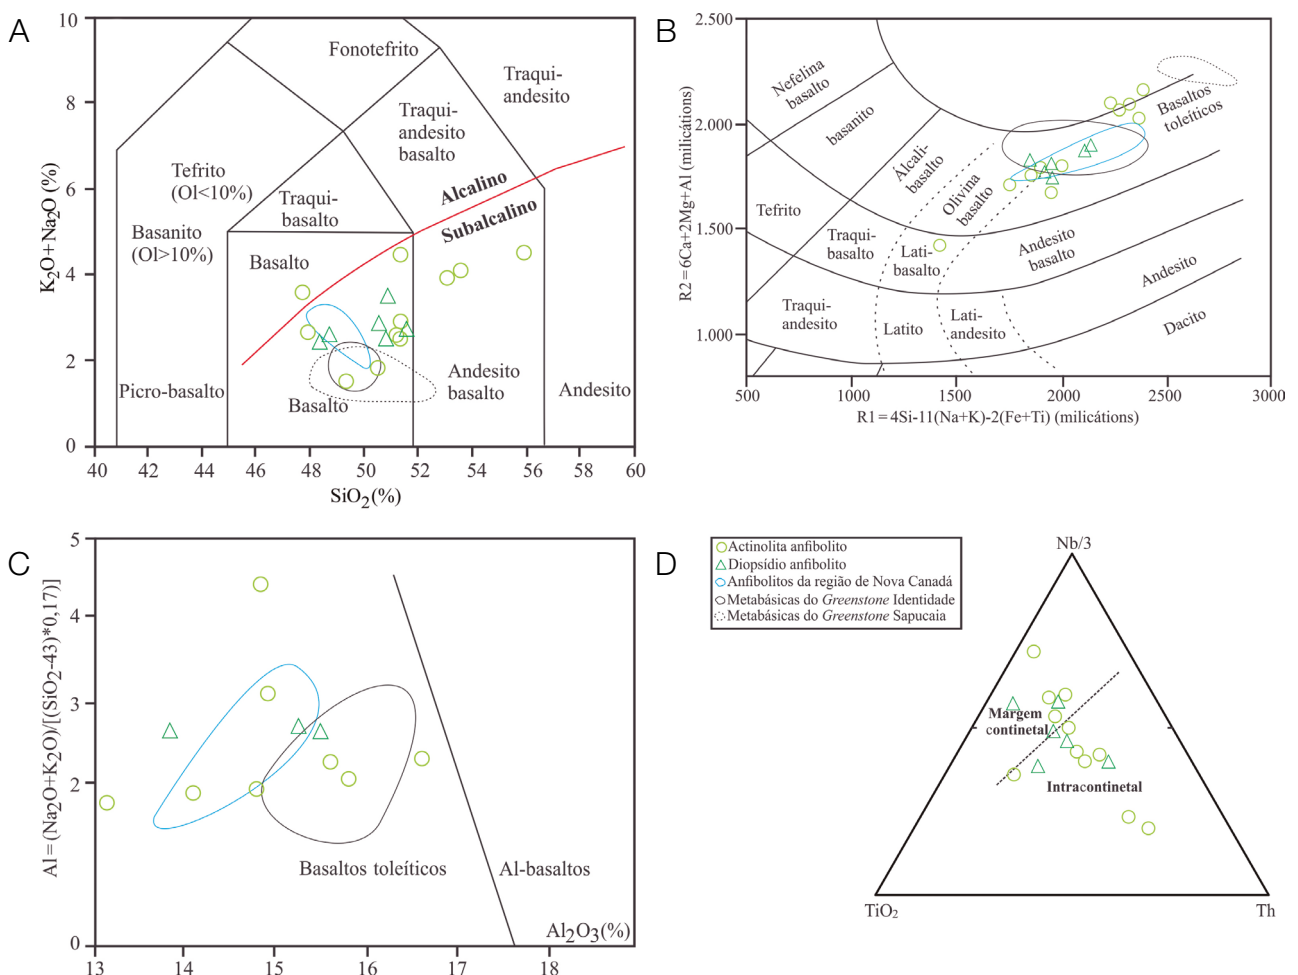 A
10
8
6
4
2
0
K2O+Na2O (%)
Fonotefrito
Traqui-
andesito
Traqui-
andesito
basalto
Tefrito
(Ol<10%)
Traqui-
basalto
Alcalino
Subalcalino
Basanito
(Ol>10%)
Basalto
Picro-basalto
Basalto
Andesito
basalto
Andesito
40
42
44
46
48
50
52
54
56
58
60
SiO2(%)
B
2.500
2.000
1.500
1.000
R2=6Ca+2Mg+Al (milicátions)
Nefelina
basalto
basanito
Álcali-
basalto
Olivina
basalto
Basaltos
toleíticos
Tefrito
Traqui-
basalto
Lati-
basalto
Andesito
basalto
Andesito
Traqui-
andesito
Latito
Lati-
andesito
Dacito
500
1000
1500
2000
2500
3000
R1=4Si-11(Na+K)-2(Fe+Ti) (milicátions)
C
5
4
3
2
0
Al=(Na2O+K2O)/[(SiO2-43)*0,17)]
Basaltos toleíticos
Al-basaltos
Al2O3(%)
13
14
15
16
17
18
D
Actinolita anfibolito
Diopsídio anfibolito
Anfibolitos da região de Nova Canadá
Metabásicas do Greenstone Identidade
Metabásicas do Greenstone Sapucaia
Nb/3
Margem
continetal
Intracontinetal
TiO2
Th